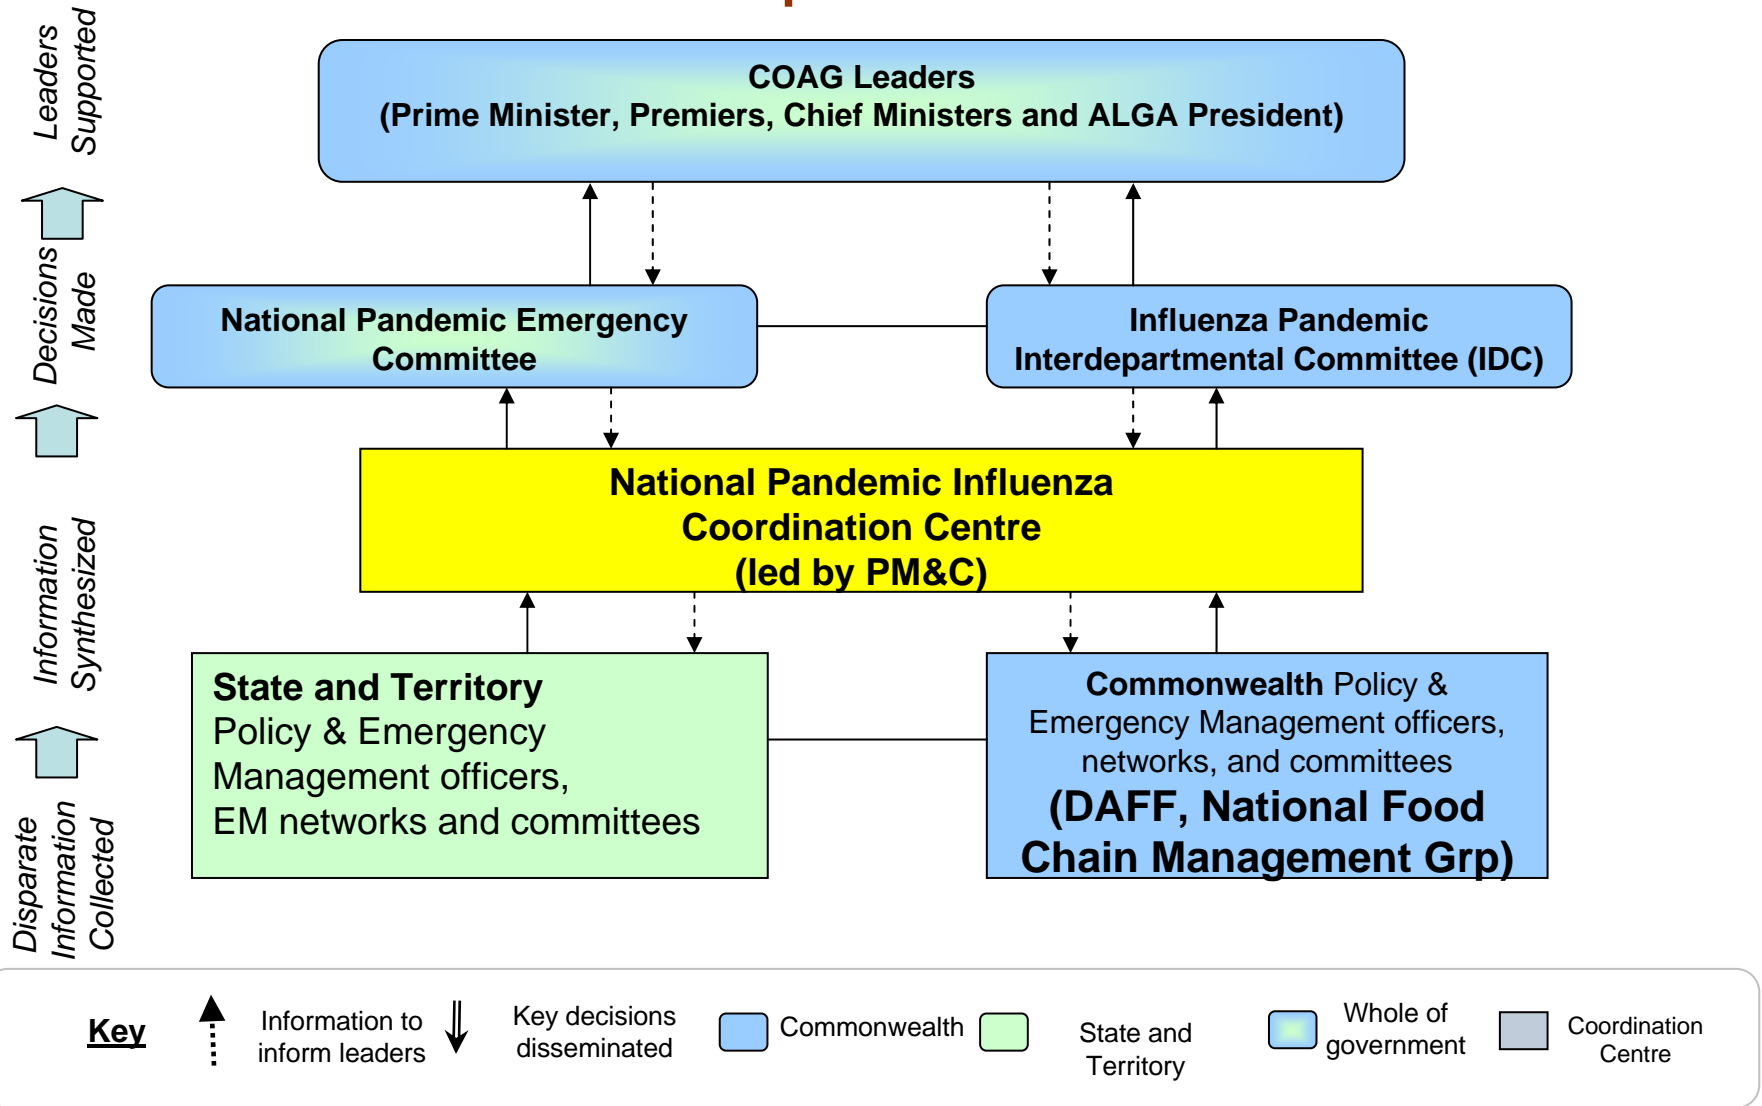 Leaders
Supported
COAG Leaders
(Prime Minister, Premiers, Chief Ministers and ALGA President)
Decisions
Made
National Pandemic Emergency
Committee
Influenza Pandemic
Interdepartmental Committee (IDC)
Information
Synthesized
National Pandemic Influenza
Coordination Centre
(led by PM&C)
Disparate
Information
Collected
State and Territory
Policy & Emergency
Management officers,
EM networks and committees
Commonwealth Policy &
Emergency Management officers,
networks, and committees
(DAFF, National Food
Chain Management Grp)
Key
Information to
inform leaders
Key decisions
disseminated
Commonwealth
State and
Territory
Whole of
government
Coordination
Centre